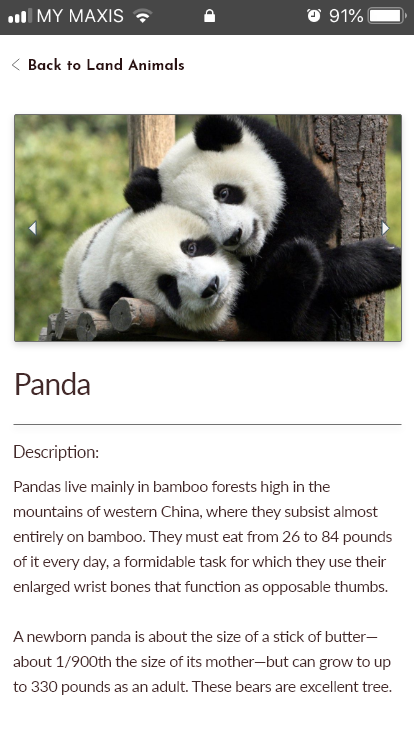 MY MAXIS 91%
Back to Land Animals
Panda
Description:
Pandas live mainly in bamboo forests high in the
mountains of western China, where they subsist almost
entirely on bamboo. They must eat from 26 to 84 pounds
of it every day, a formidable task for which they use their
enlarged wrist bones that function as opposable thumbs.
A newborn panda is about the size of a stick of butter—
about 1/900th the size of its mother—but can grow to up
to 330 pounds as an adult. These bears are excellent tree.